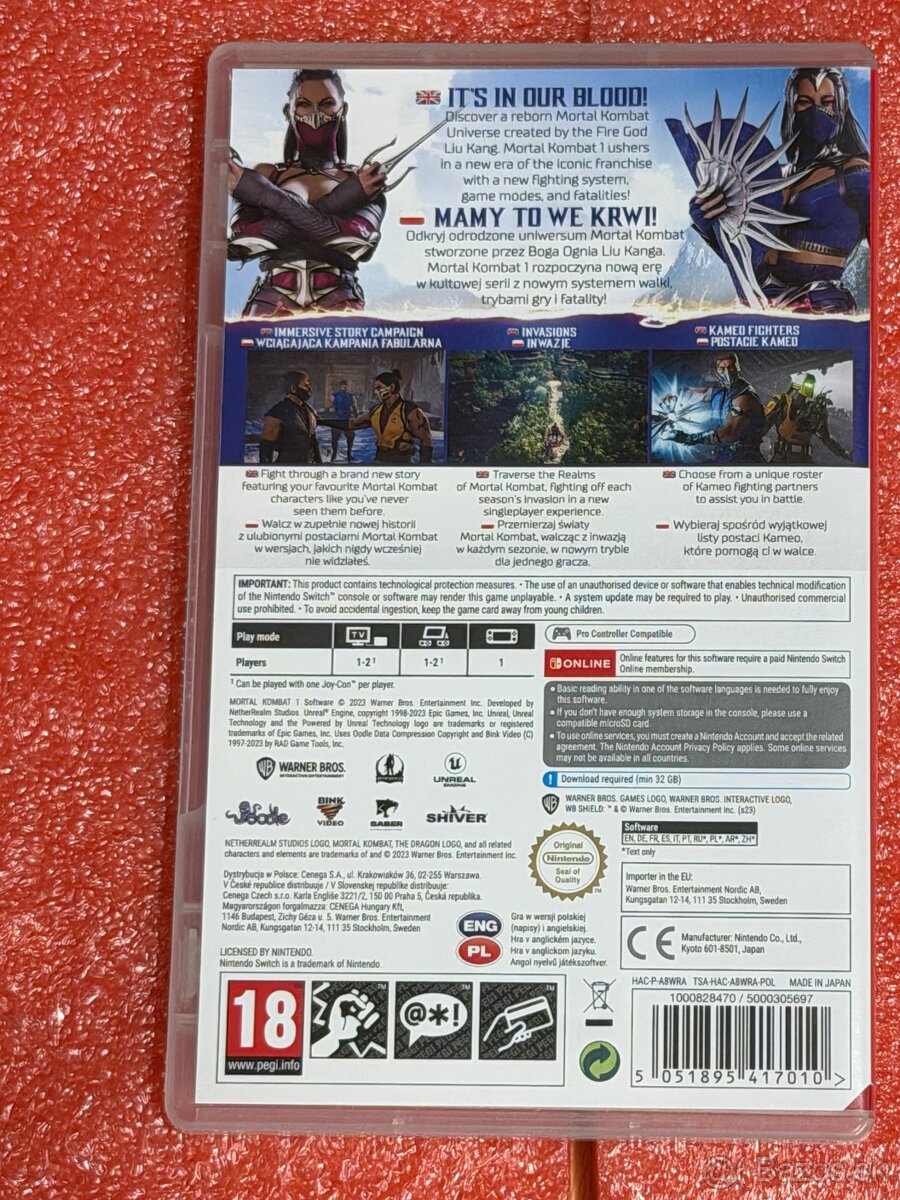 IT'S IN OUR BLOOD!
Discover a reborn Mortal Kombat
Universe created by the Fire God
Liu Kang. Mortal Kombat 1 ushers
in a new era of the iconic franchise
with a new fighting system,
game modes, and fatalities!
MAMY TO WE KRWI!
Odkryj odrodzone uniwersum Mortal Kombat
stworzone przez Boga Ognia Liu Kanga.
Mortal Kombat 1 rozpoczyna nową erę
w kultowej serii z nowym systemem walki,
trybami gry i fatality!
IMMERSIVE STORY CAMPAIGN
WCIĄGAJĄCA KAMPANIA FABULARNA
INVASIONS
INWAZJE
KAMEO FIGHTERS
POSTACIE KAMEO
Fight through a brand new story
featuring your favourite Mortal Kombat
characters like you've never
seen them before.
Walcz w zupełnie nowej historii
z ulubionymi postaciami Mortal Kombat
w wersjach, jakich nigdy wcześniej
nie widziałeś.
Traverse the Realms
of Mortal Kombat, fighting off each
season's invasion in a new
singleplayer experience.
Przemierzaj światy
Mortal Kombat, walcząc z inwazją
w każdym sezonie, w nowym trybie
dla jednego gracza.
Choose from a unique roster
of Kameo fighting partners
to assist you in battle.
Wybieraj spośród wyjątkowej
listy postaci Kameo,
które pomogą ci w walce.
IMPORTANT: This product contains technological protection measures. • The use of an unauthorised device or software that enables technical modification
of the Nintendo Switch™ console or software may render this game unplayable. • A system update may be required to play. • Unauthorised commercial
use prohibited. • To avoid accidental ingestion, keep the game card away from young children.
Play mode TV
Players 1-2¹ 1-2¹ 1
¹ Can be played with one Joy-Con™ per player.
Pro Controller Compatible
ONLINE
Online features for this software require a paid Nintendo Switch
Online membership.
• Basic reading ability in one of the software languages is needed to fully enjoy
this software.
• If you don't have enough system storage in the console, please use a
compatible microSD card.
• To use online services, you must create a Nintendo Account and accept the related
agreement. The Nintendo Account Privacy Policy applies. Some online services
may not be available in all countries.
! Download required (min 32 GB)
MORTAL KOMBAT 1 Software © 2023 Warner Bros. Entertainment Inc. Developed by
NetherRealm Studios. Unreal® Engine, copyright 1998-2023 Epic Games, Inc. Unreal, Unreal
Technology and the Powered by Unreal Technology logo are trademarks or registered
trademarks of Epic Games, Inc. Uses Oodle Data Compression Copyright and Bink Video (C)
1997-2023 by RAD Game Tools, Inc.
WB WARNER BROS.
INTERACTIVE ENTERTAINMENT
UNREAL
ENGINE
oodle
BINK
VIDEO
SABER
SHIVER
WARNER BROS. GAMES LOGO, WARNER BROS. INTERACTIVE LOGO,
WB SHIELD: ™ & © Warner Bros. Entertainment Inc. (s23)
NETHERREALM STUDIOS LOGO, MORTAL KOMBAT, THE DRAGON LOGO, and all related
characters and elements are trademarks of and © 2023 Warner Bros. Entertainment Inc.
Original
Nintendo
Seal of
Quality
TM
Software
EN, DE, FR, ES, IT, PT, RU*, PL*, AR*, ZH*
*Text only
Dystrybucja w Polsce: Cenega S.A., ul. Krakowiaków 36, 02-255 Warszawa.
V České republice distribuuje / V Slovenskej republike distribuuje:
Cenega Czech s.r.o. Karla Engliše 3221/2, 150 00 Praha 5, Česká republika.
Magyarországon forgalmazza: CENEGA Hungary Kft,
1146 Budapest, Zichy Géza u. 5. Warner Bros. Entertainment
Nordic AB, Kungsgatan 12-14, 111 35 Stockholm, Sweden
Importer in the EU:
Warner Bros. Entertainment Nordic AB,
Kungsgatan 12-14, 111 35 Stockholm, Sweden
ENG
PL
Gra w wersji polskiej
(napisy) i angielskiej.
Hra v anglickém jazyce.
Hra v anglickom jazyku.
Angol nyelvű játékszoftver.
CE
Manufacturer: Nintendo Co., Ltd.,
Kyoto 601-8501, Japan
LICENSED BY NINTENDO.
Nintendo Switch is a trademark of Nintendo.
HAC-P-A8WRA TSA-HAC-A8WRA-POL MADE IN JAPAN
18
www.pegi.info
@*!
TM
TM
TM
1000828470 / 5000305697
5 051895 417010 >
Bazos.sk